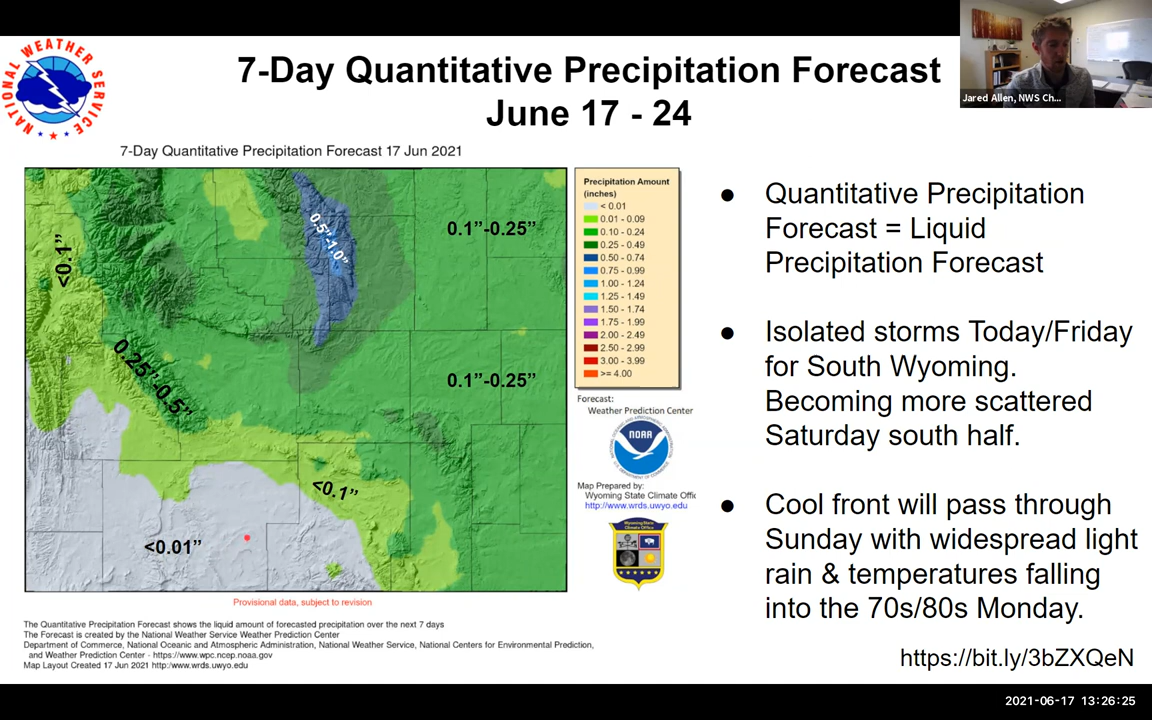 7-Day Quantitative Precipitation Forecast
June 17 - 24
Jared Allen, NWS Ch...
NATIONAL WEATHER SERVICE
7-Day Quantitative Precipitation Forecast 17 Jun 2021
<0.1”
0.5”-1.0”
0.1”-0.25”
0.25”-0.5”
0.1”-0.25”
<0.1”
<0.01”
Precipitation Amount
(inches)
< 0.01
0.01 - 0.09
0.10 - 0.24
0.25 - 0.49
0.50 - 0.74
0.75 - 0.99
1.00 - 1.24
1.25 - 1.49
1.50 - 1.74
1.75 - 1.99
2.00 - 2.49
2.50 - 2.99
3.00 - 3.99
>= 4.00
Forecast:
Weather Prediction Center
NOAA
Map Prepared by:
Wyoming State Climate Offic
http://www.wrds.uwyo.edu
Wyoming State
Climate Office
Provisional data, subject to revision
The Quantitative Precipitation Forecast shows the liquid amount of forecasted precipitation over the next 7 days
The Forecast is created by the National Weather Service Weather Prediction Center
Department of Commerce, National Oceanic and Atmospheric Administration, National Weather Service, National Centers for Environmental Prediction,
and Weather Prediction Center - https://www.wpc.ncep.noaa.gov
Map Layout Created 17 Jun 2021 http:/www.wrds.uwyo.edu
● Quantitative Precipitation
Forecast = Liquid
Precipitation Forecast
● Isolated storms Today/Friday
for South Wyoming.
Becoming more scattered
Saturday south half.
● Cool front will pass through
Sunday with widespread light
rain & temperatures falling
into the 70s/80s Monday.
https://bit.ly/3bZXQeN
2021-06-17 13:26:25